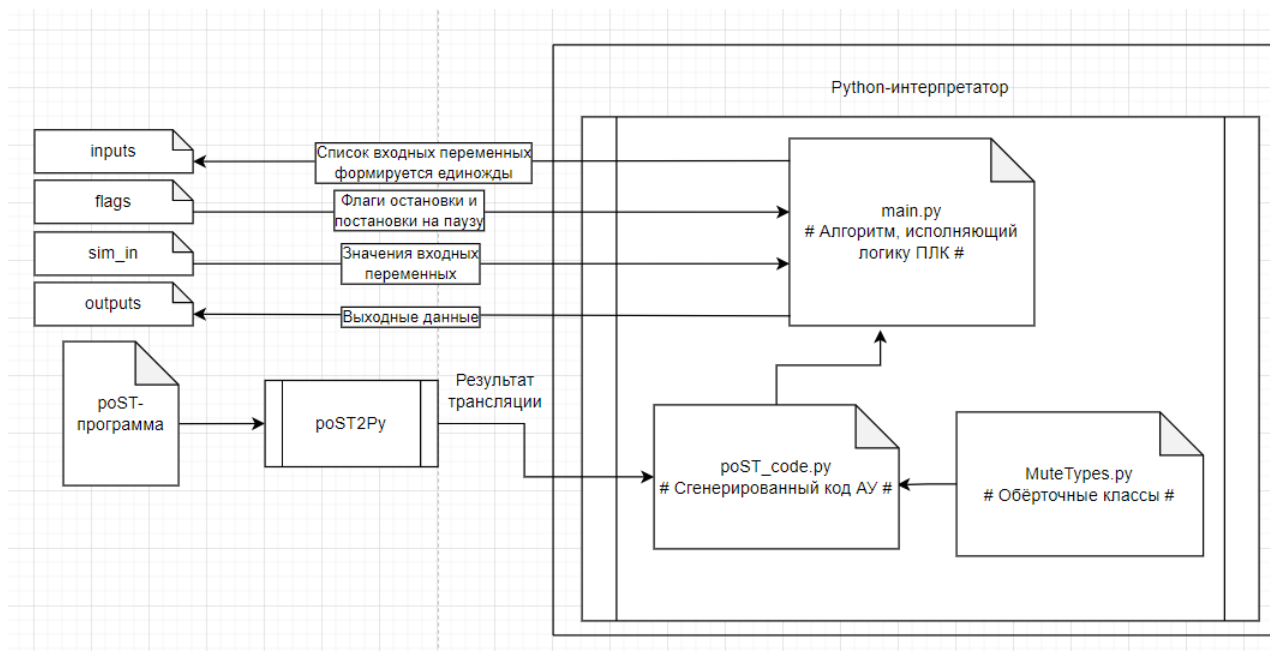 Python-интерпретатор
inputs
Список входных переменных
формируется единожды
flags
Флаги остановки и
постановки на паузу
sim_in
Значения входных
переменных
outputs
Выходные данные
main.py
# Алгоритм, исполняющий
логику ПЛК #
poST-
программа
poST2Py
Результат
трансляции
poST_code.py
# Сгенерированный код АУ #
MuteTypes.py
# Обёрточные классы #